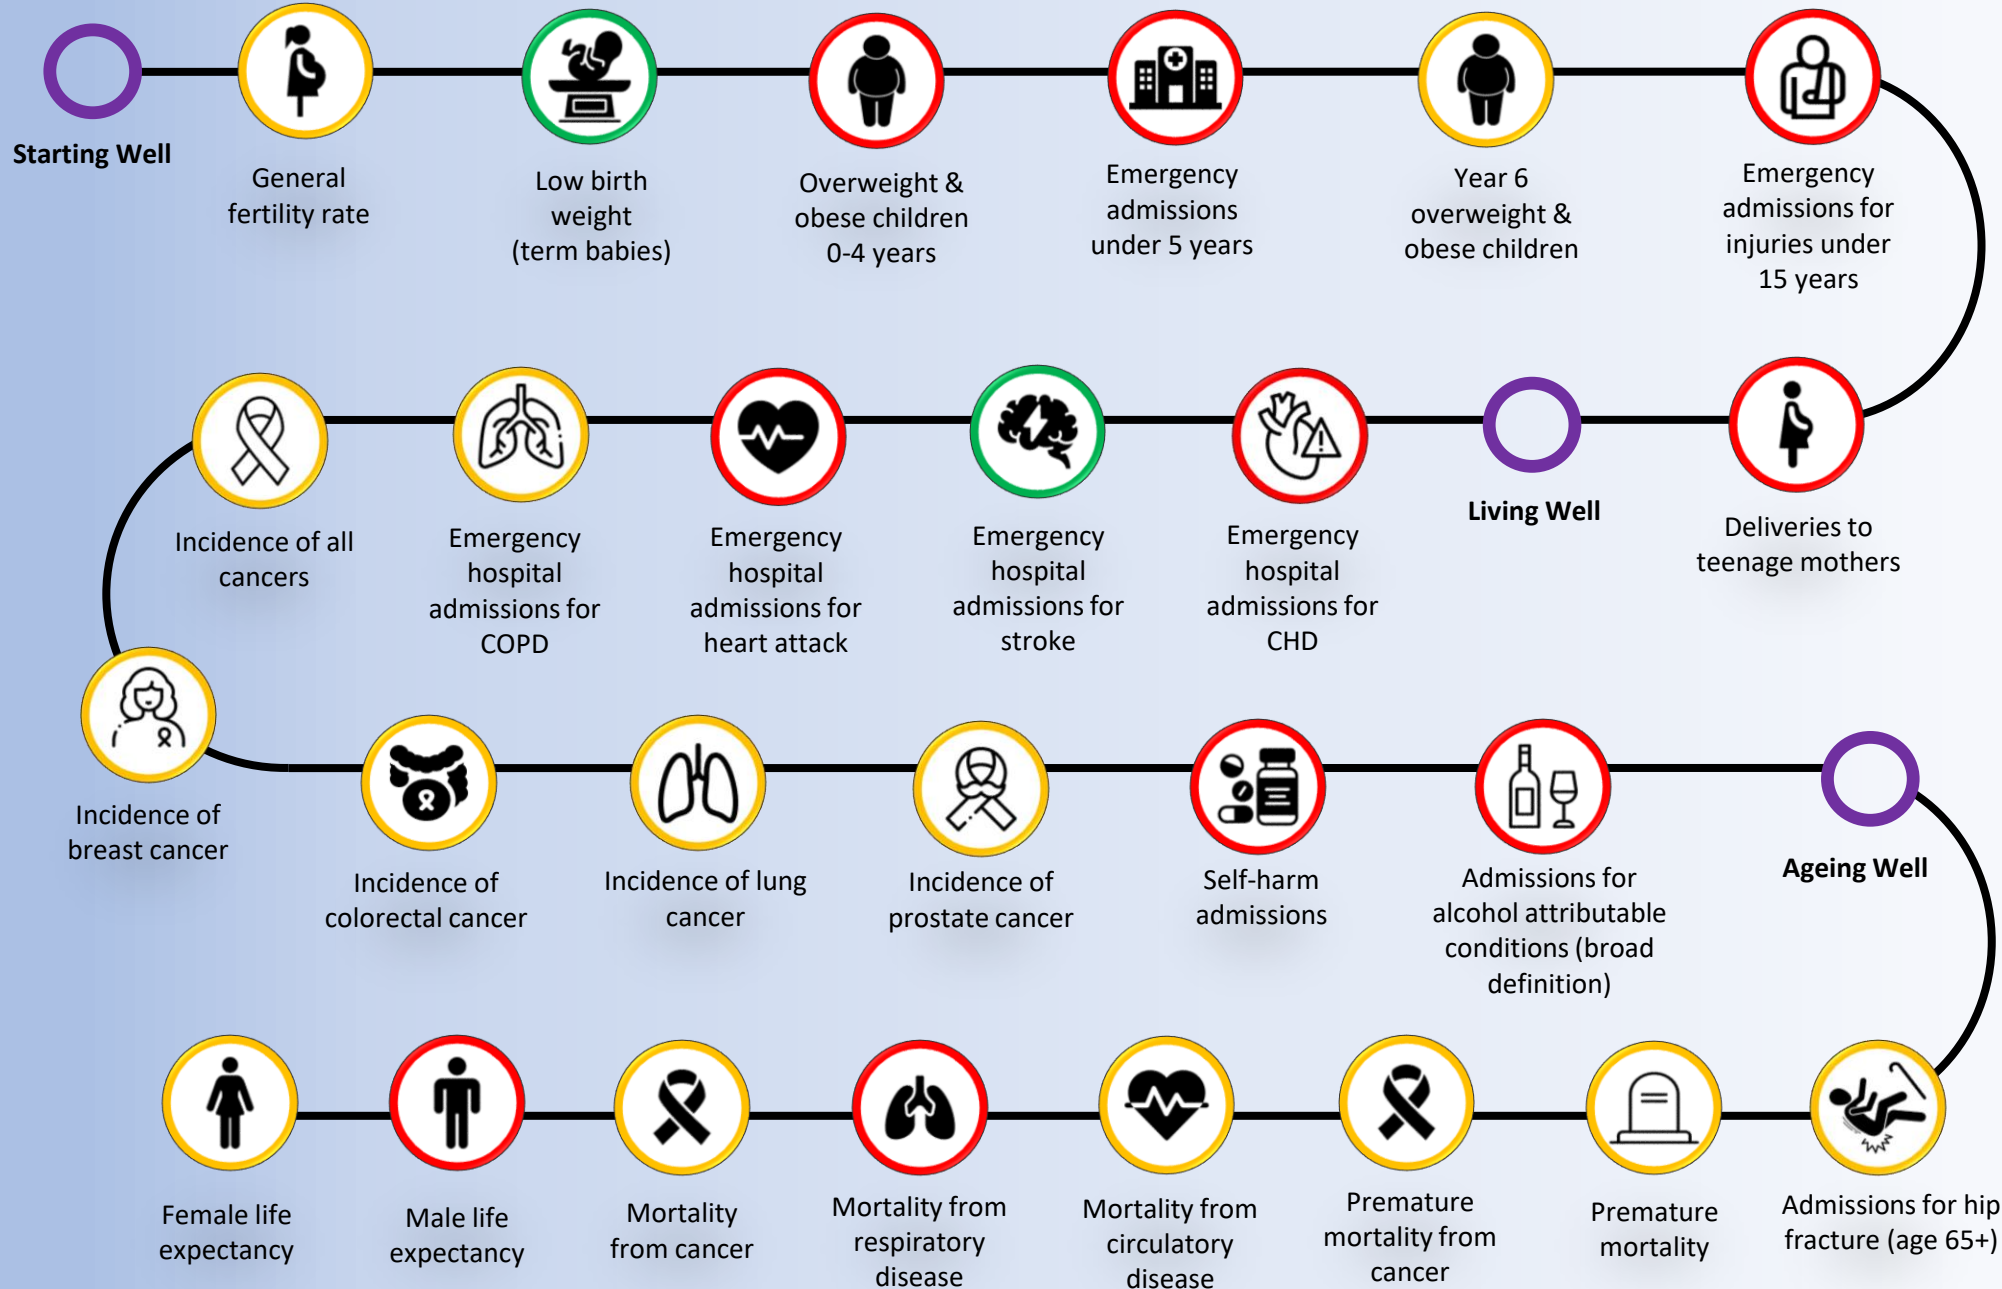 Starting Well
General
fertility rate
Low birth
weight
(term babies)
Overweight &
obese children
0-4 years
Emergency
admissions
under 5 years
Year 6
overweight &
obese children
Emergency
admissions for
injuries under
15 years
Incidence of all
cancers
Emergency
hospital
admissions for
COPD
Emergency
hospital
admissions for
heart attack
Emergency
hospital
admissions for
stroke
Emergency
hospital
admissions for
CHD
Living Well
Deliveries to
teenage mothers
Incidence of
breast cancer
Incidence of
colorectal cancer
Incidence of lung
cancer
Incidence of
prostate cancer
Self-harm
admissions
Admissions for
alcohol attributable
conditions (broad
definition)
Ageing Well
Female life
expectancy
Male life
expectancy
Mortality
from cancer
Mortality from
respiratory
disease
Mortality from
circulatory
disease
Premature
mortality from
cancer
Premature
mortality
Admissions for hip
fracture (age 65+)